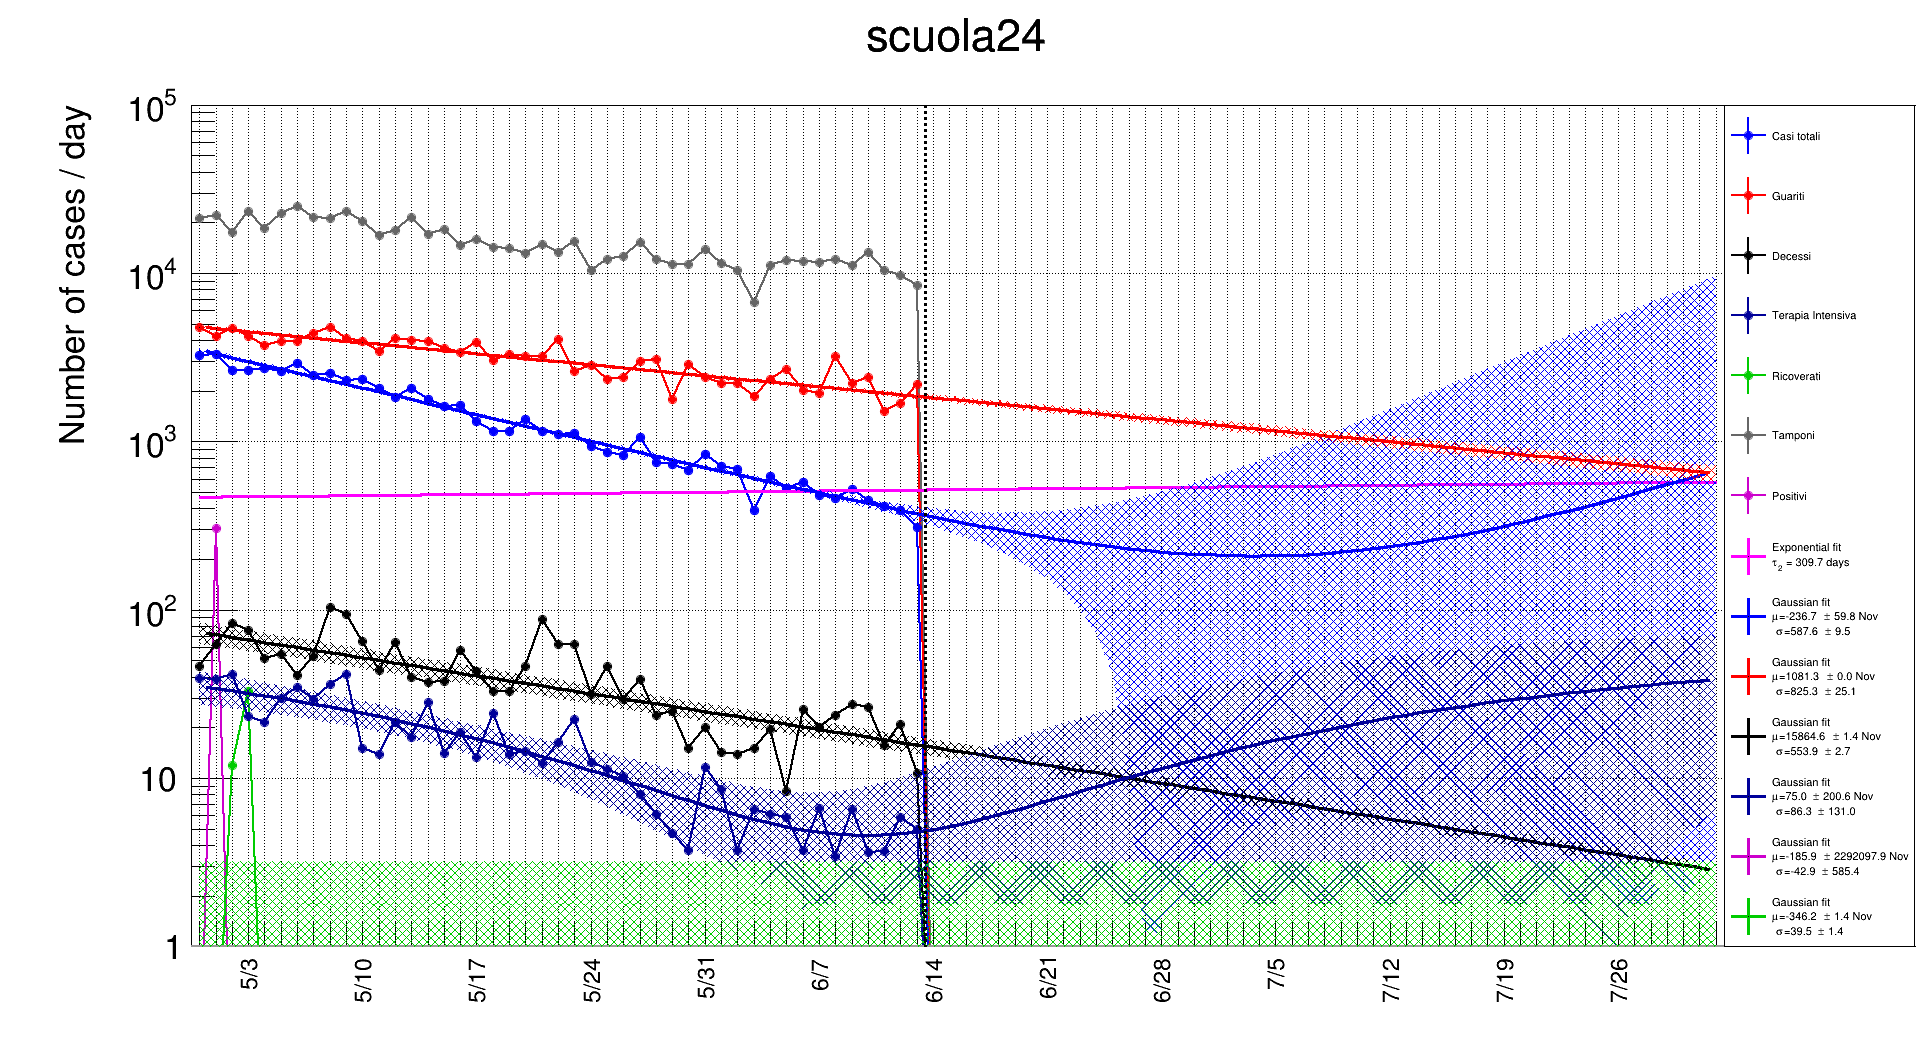 scuola24
Number of cases / day
10^5
10^4
10^3
10^2
10
1
5/3
5/10
5/17
5/24
5/31
6/7
6/14
6/21
6/28
7/5
7/12
7/19
7/26
Casi totali
Guariti
Decessi
Terapia Intensiva
Ricoverati
Tamponi
Positivi
Exponential fit
τ_2 = 309.7 days
Gaussian fit
μ=-236.7 ± 59.8 Nov
σ=587.6 ± 9.5
Gaussian fit
μ=1081.3 ± 0.0 Nov
σ=825.3 ± 25.1
Gaussian fit
μ=15864.6 ± 1.4 Nov
σ=553.9 ± 2.7
Gaussian fit
μ=75.0 ± 200.6 Nov
σ=86.3 ± 131.0
Gaussian fit
μ=-185.9 ± 2292097.9 Nov
σ=-42.9 ± 585.4
Gaussian fit
μ=-346.2 ± 1.4 Nov
σ=39.5 ± 1.4